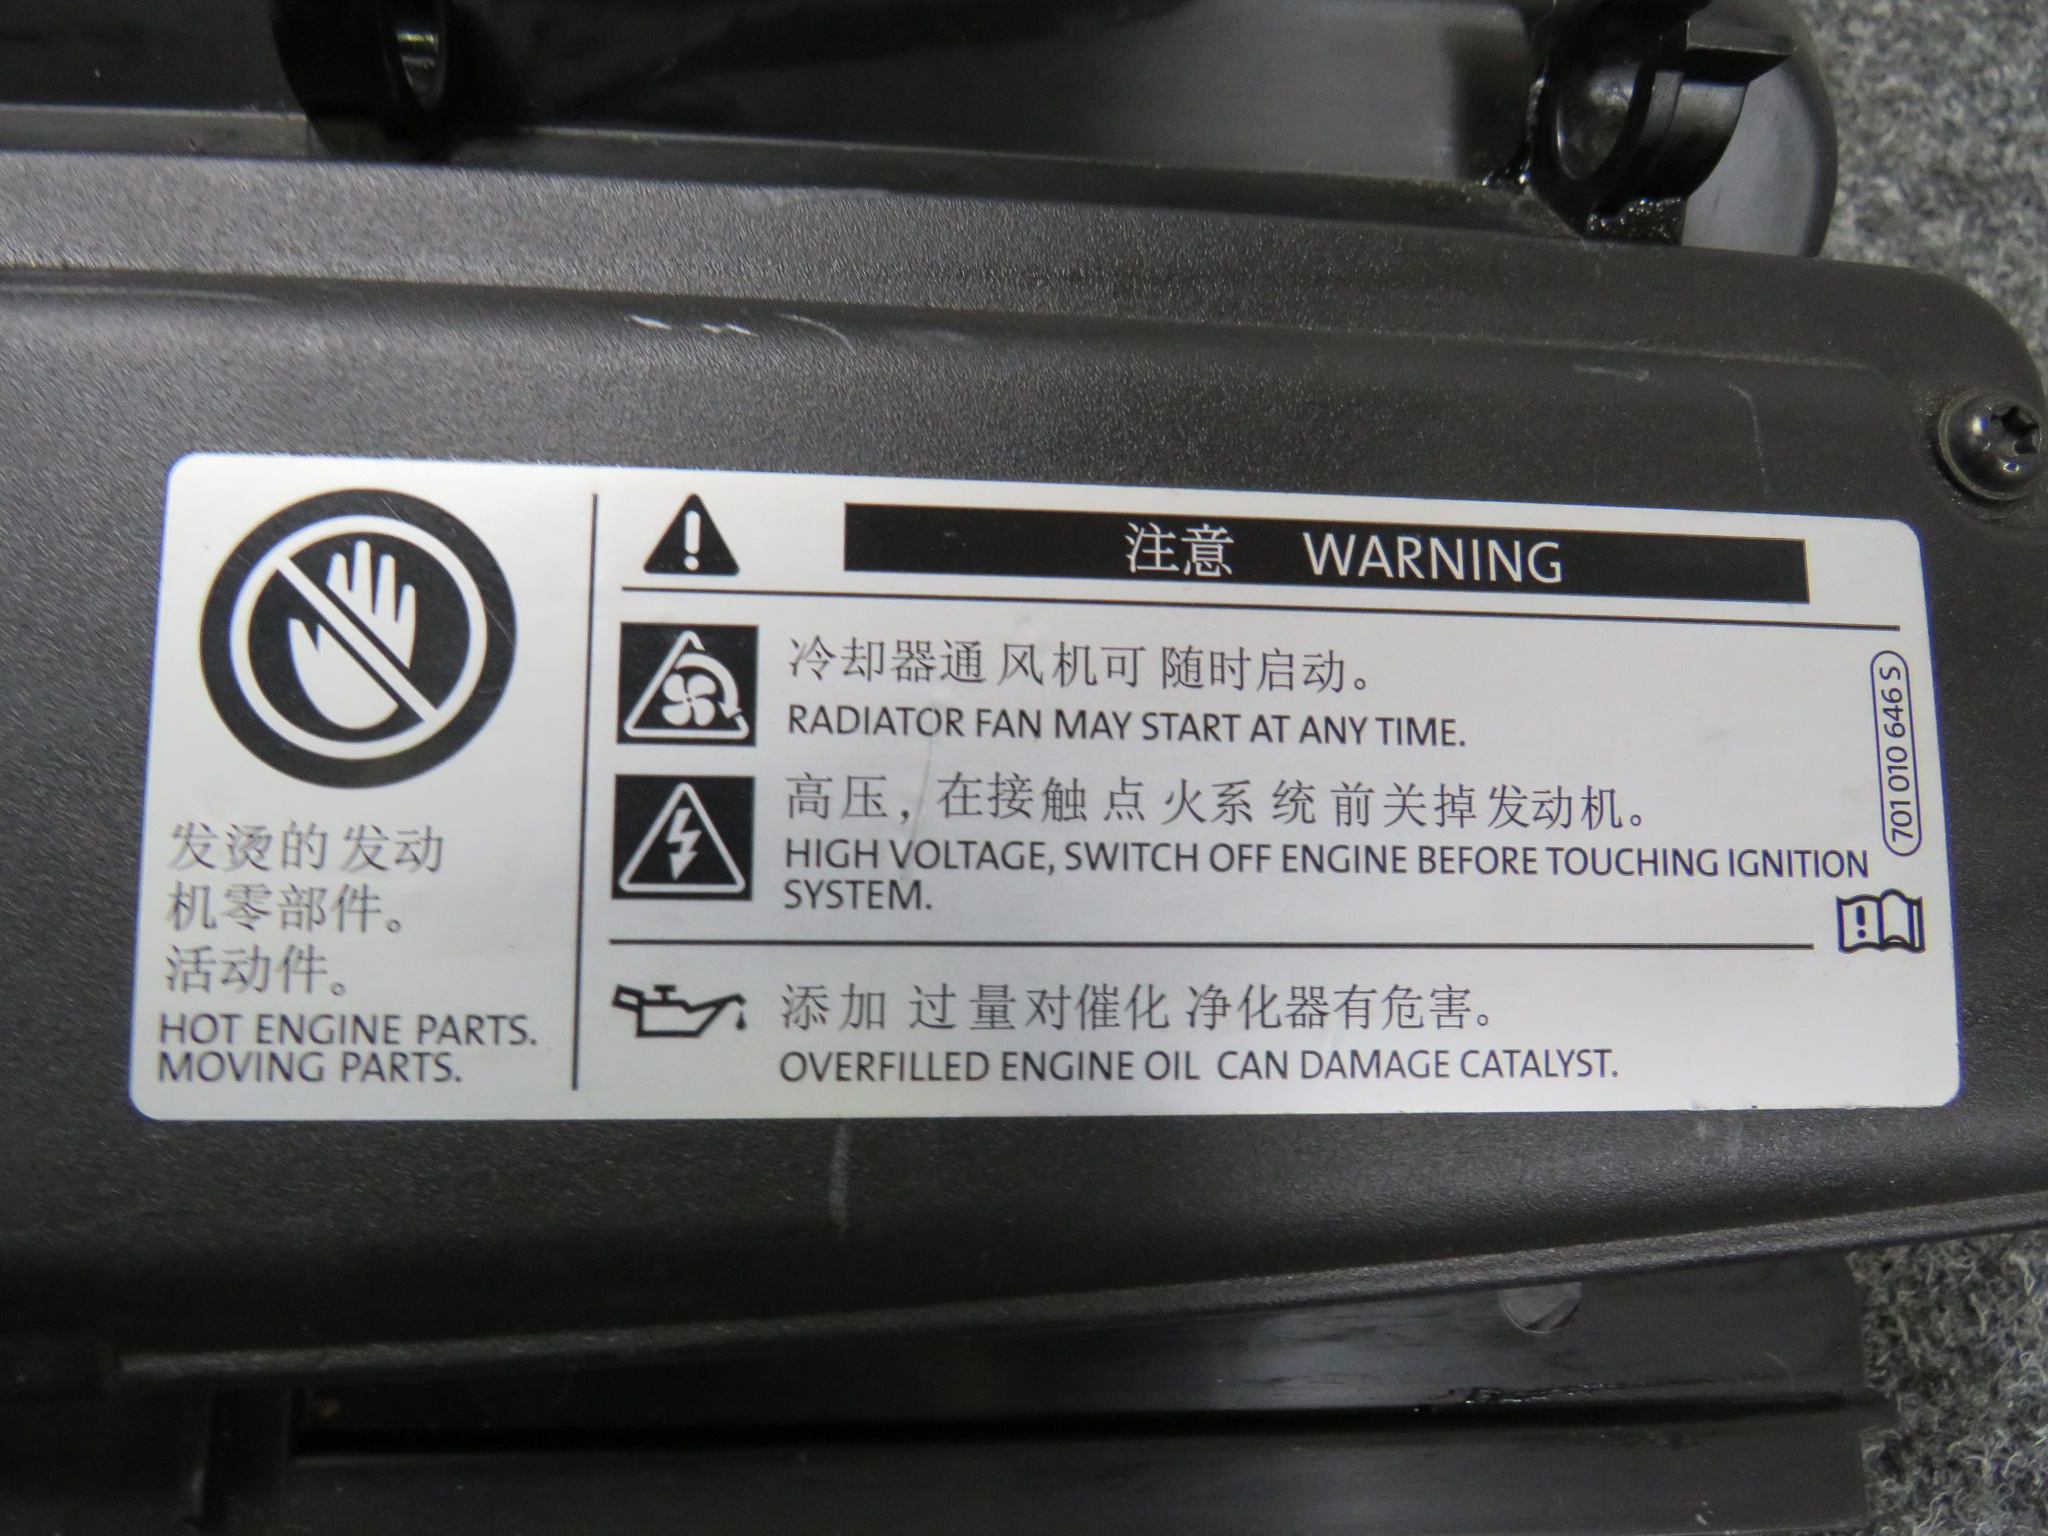 发烫的发动
机零部件。
活动件。
HOT ENGINE PARTS.
MOVING PARTS.
注意 WARNING
冷却器通风机可随时启动。
RADIATOR FAN MAY START AT ANY TIME.
高压，在接触点火系统前关掉发动机。
HIGH VOLTAGE, SWITCH OFF ENGINE BEFORE TOUCHING IGNITION
SYSTEM.
添加过量对催化净化器有危害。
OVERFILLED ENGINE OIL CAN DAMAGE CATALYST.
701 010 646 S